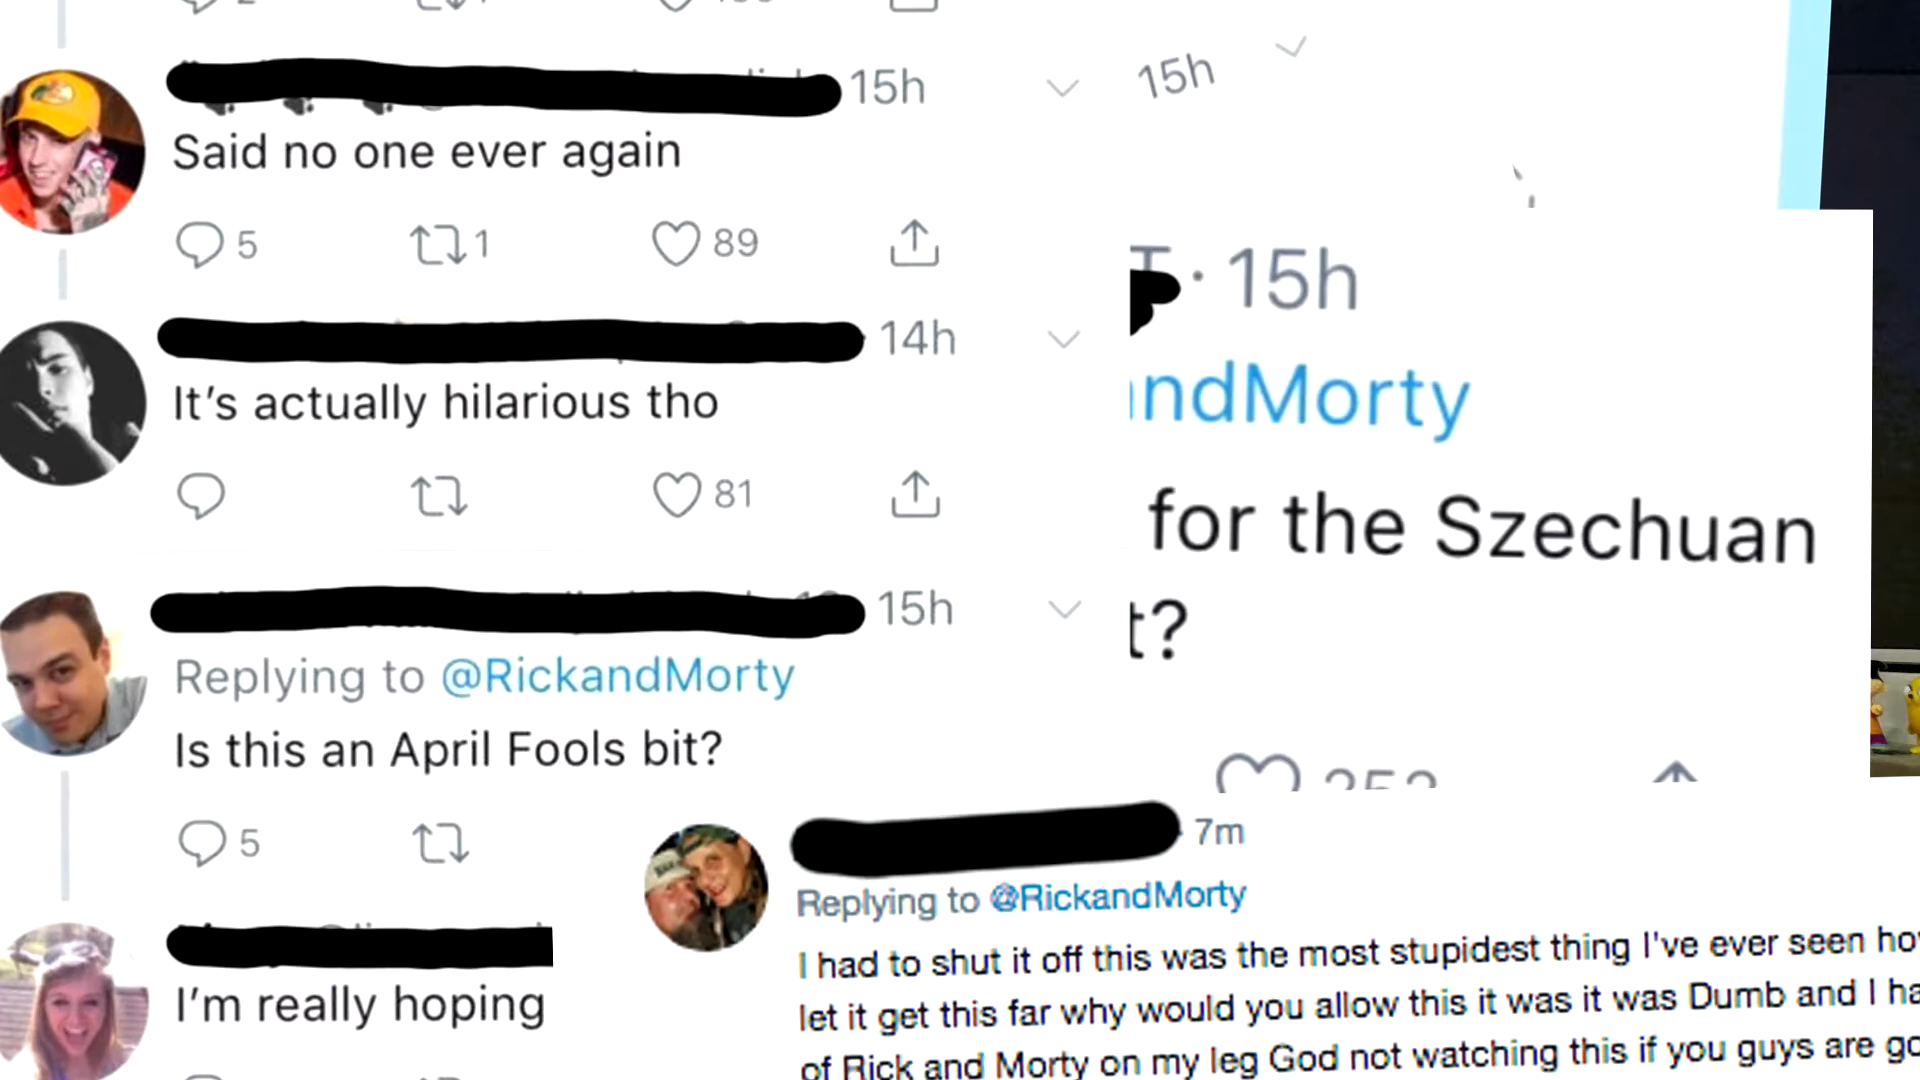 15h
Said no one ever again
5 1 89
14h
It's actually hilarious tho
81
15h
Replying to @RickandMorty
Is this an April Fools bit?
5
I'm really hoping
15h
· 15h
ndMorty
for the Szechuan
t?
7m
Replying to @RickandMorty
I had to shut it off this was the most stupidest thing I've ever seen
let it get this far why would you allow this it was it was Dumb and I
of Rick and Morty on my leg God not watching this if you guys are